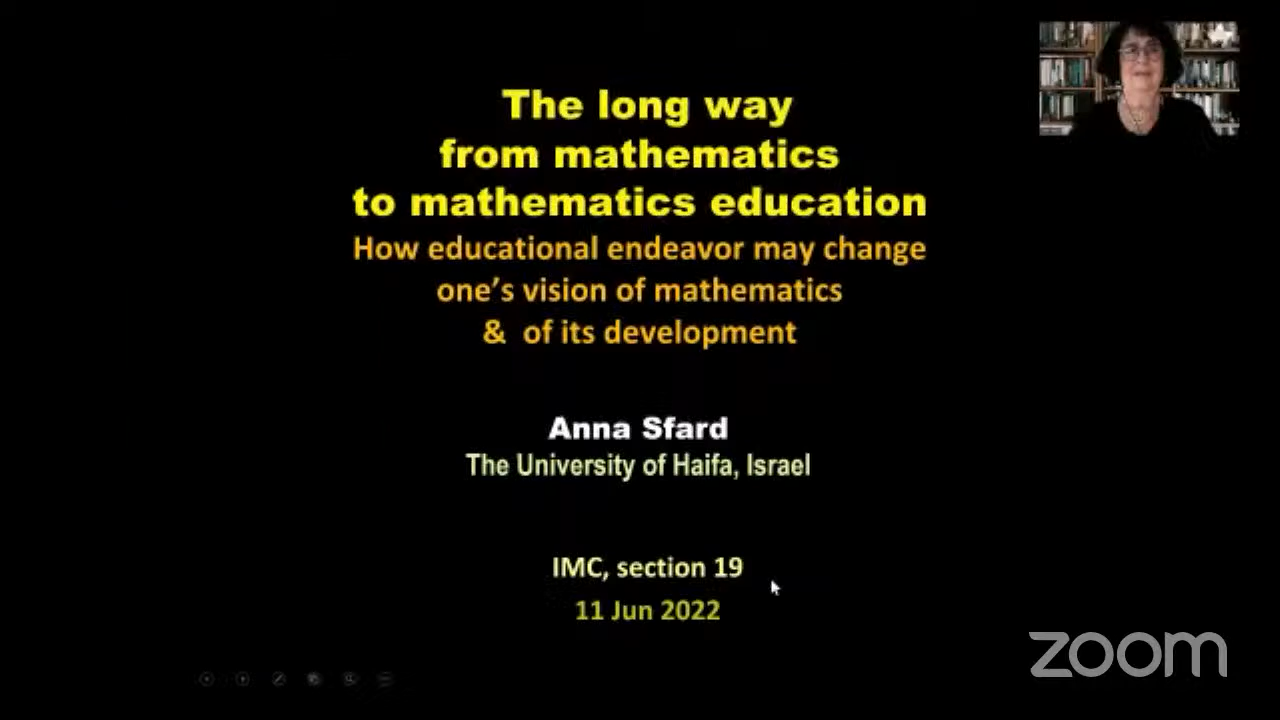 The long way
from mathematics
to mathematics education
How educational endeavor may change
one's vision of mathematics
& of its development
Anna Sfard
The University of Haifa, Israel
IMC, section 19
11 Jun 2022
zoom